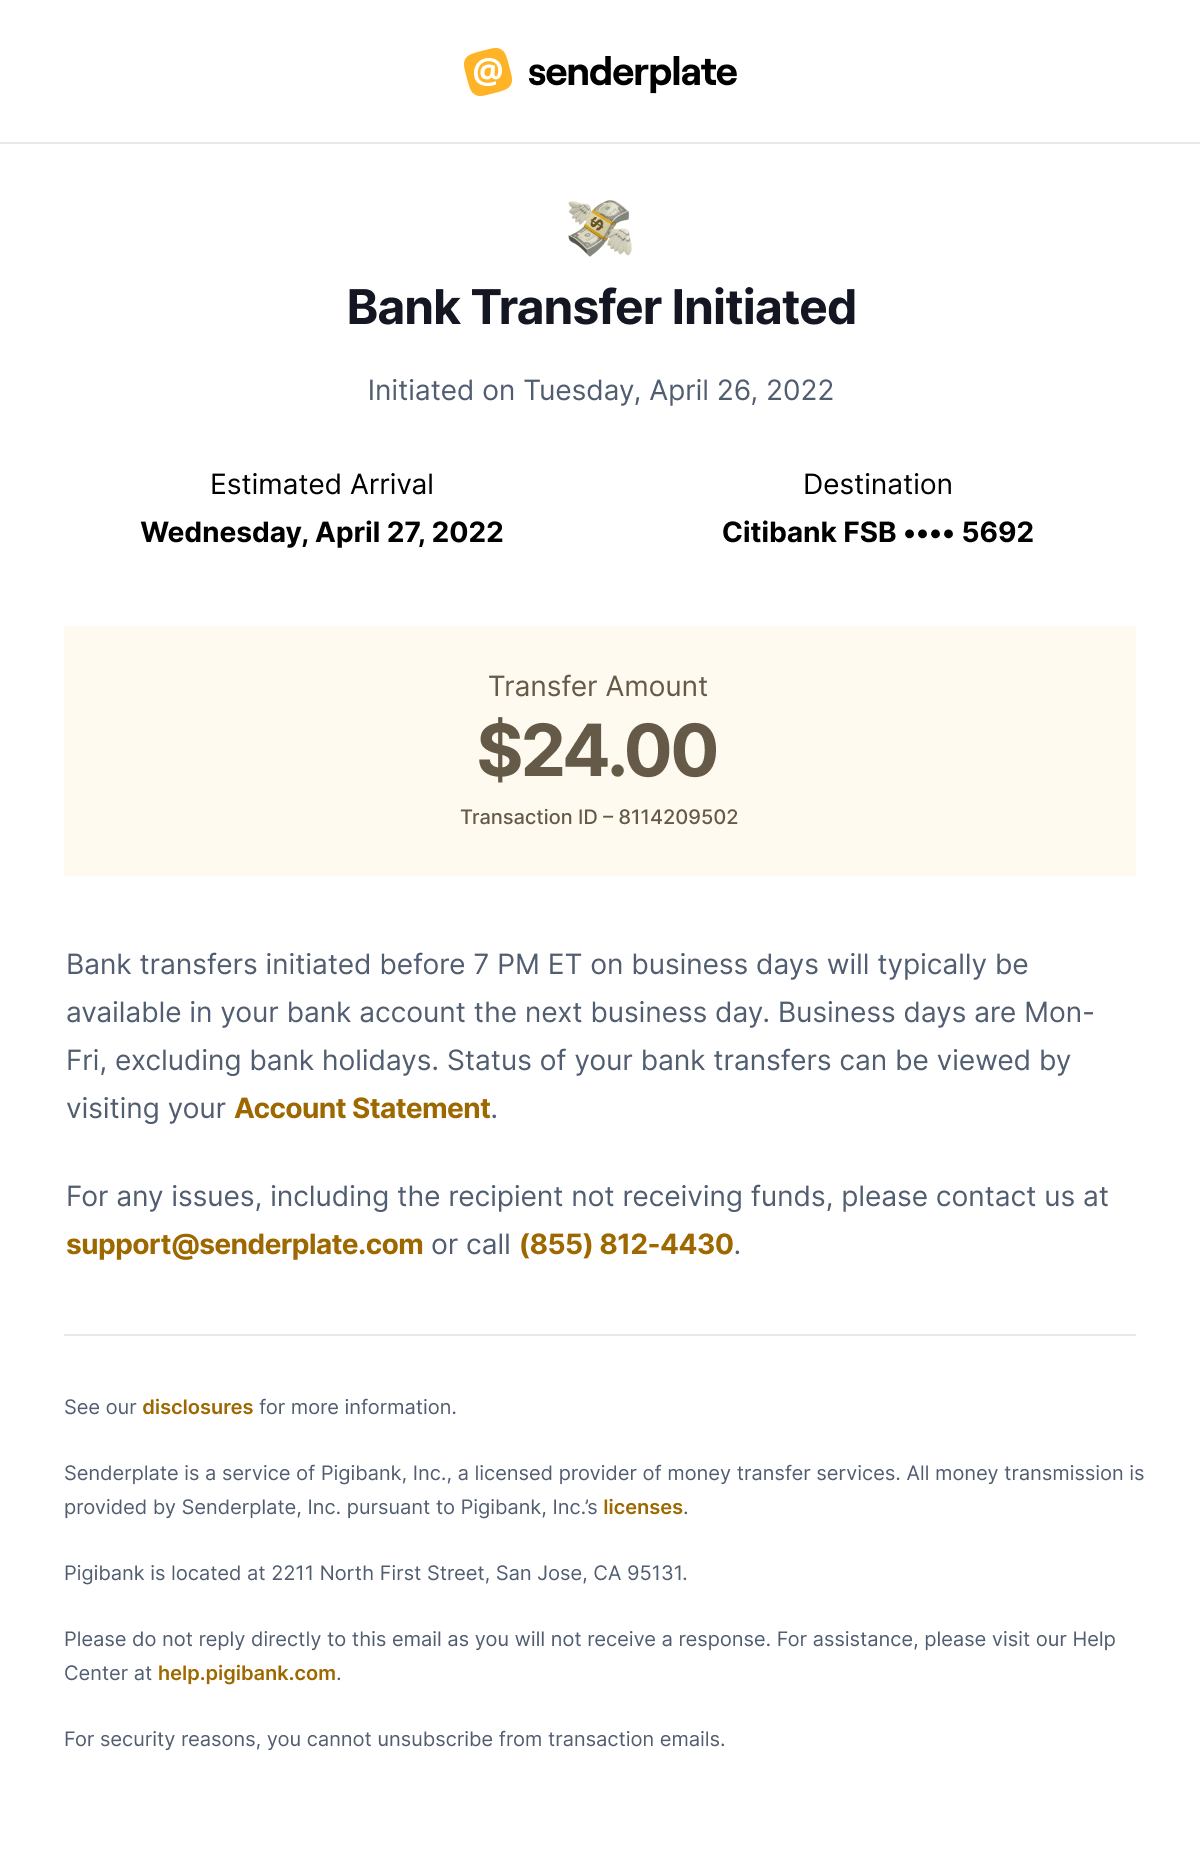 @ senderplate
Bank Transfer Initiated
Initiated on Tuesday, April 26, 2022
Estimated Arrival
Wednesday, April 27, 2022
Destination
Citibank FSB •••• 5692
Transfer Amount
$24.00
Transaction ID – 8114209502
Bank transfers initiated before 7 PM ET on business days will typically be
available in your bank account the next business day. Business days are Mon-
Fri, excluding bank holidays. Status of your bank transfers can be viewed by
visiting your Account Statement.
For any issues, including the recipient not receiving funds, please contact us at
support@senderplate.com or call (855) 812-4430.
See our disclosures for more information.
Senderplate is a service of Pigibank, Inc., a licensed provider of money transfer services. All money transmission is
provided by Senderplate, Inc. pursuant to Pigibank, Inc.’s licenses.
Pigibank is located at 2211 North First Street, San Jose, CA 95131.
Please do not reply directly to this email as you will not receive a response. For assistance, please visit our Help
Center at help.pigibank.com.
For security reasons, you cannot unsubscribe from transaction emails.